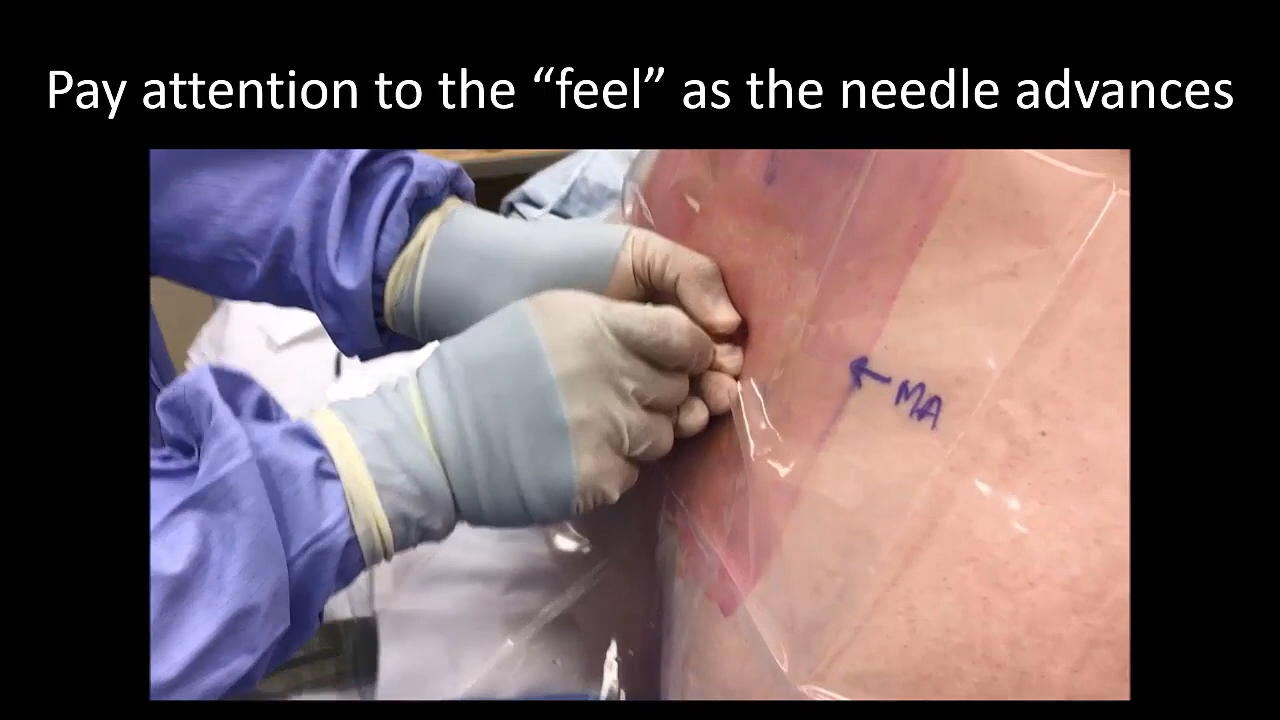 Pay attention to the “feel” as the needle advances
MA